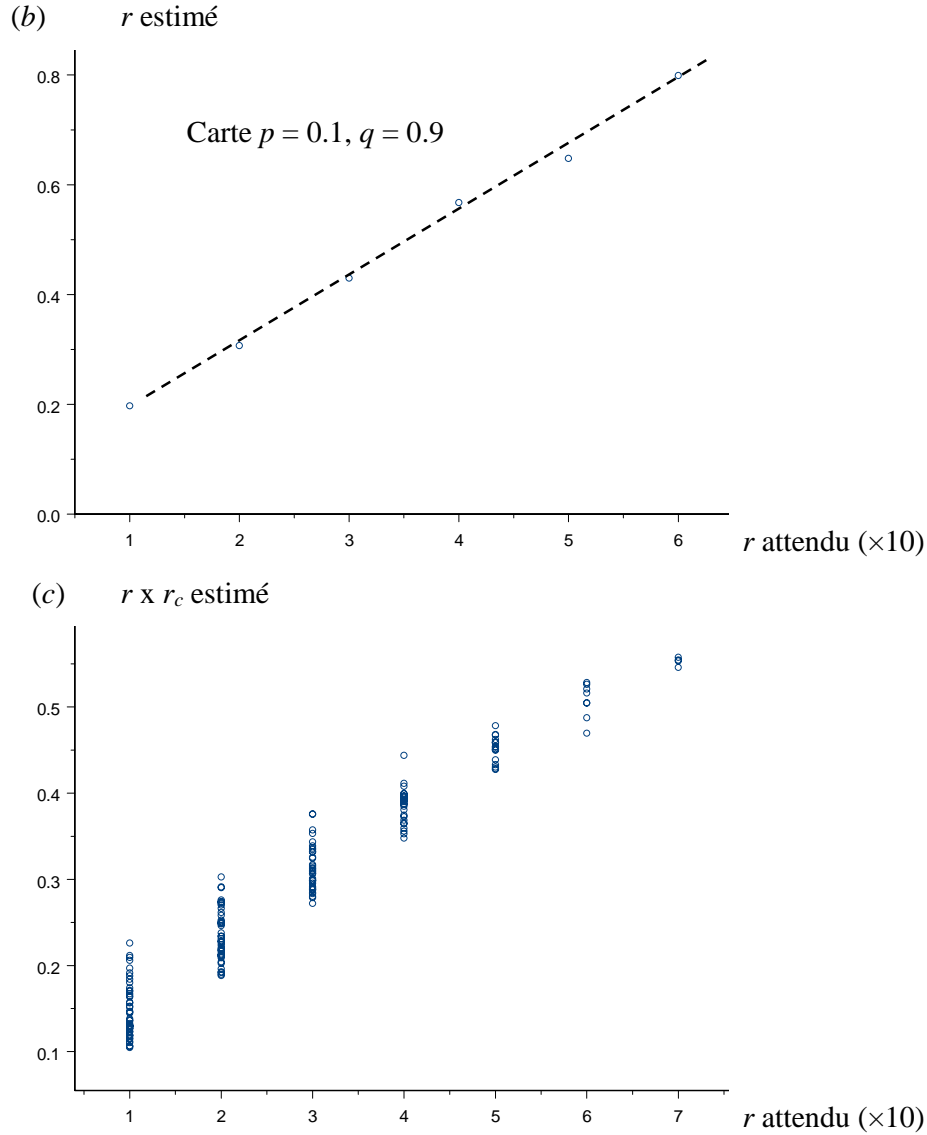 (b) r estimé
0.8
Carte p = 0.1, q = 0.9
0.6
0.4
0.2
0.0
1 2 3 4 5 6
r attendu (×10)
(c) r x rc estimé
0.5
0.4
0.3
0.2
0.1
1 2 3 4 5 6 7
r attendu (×10)